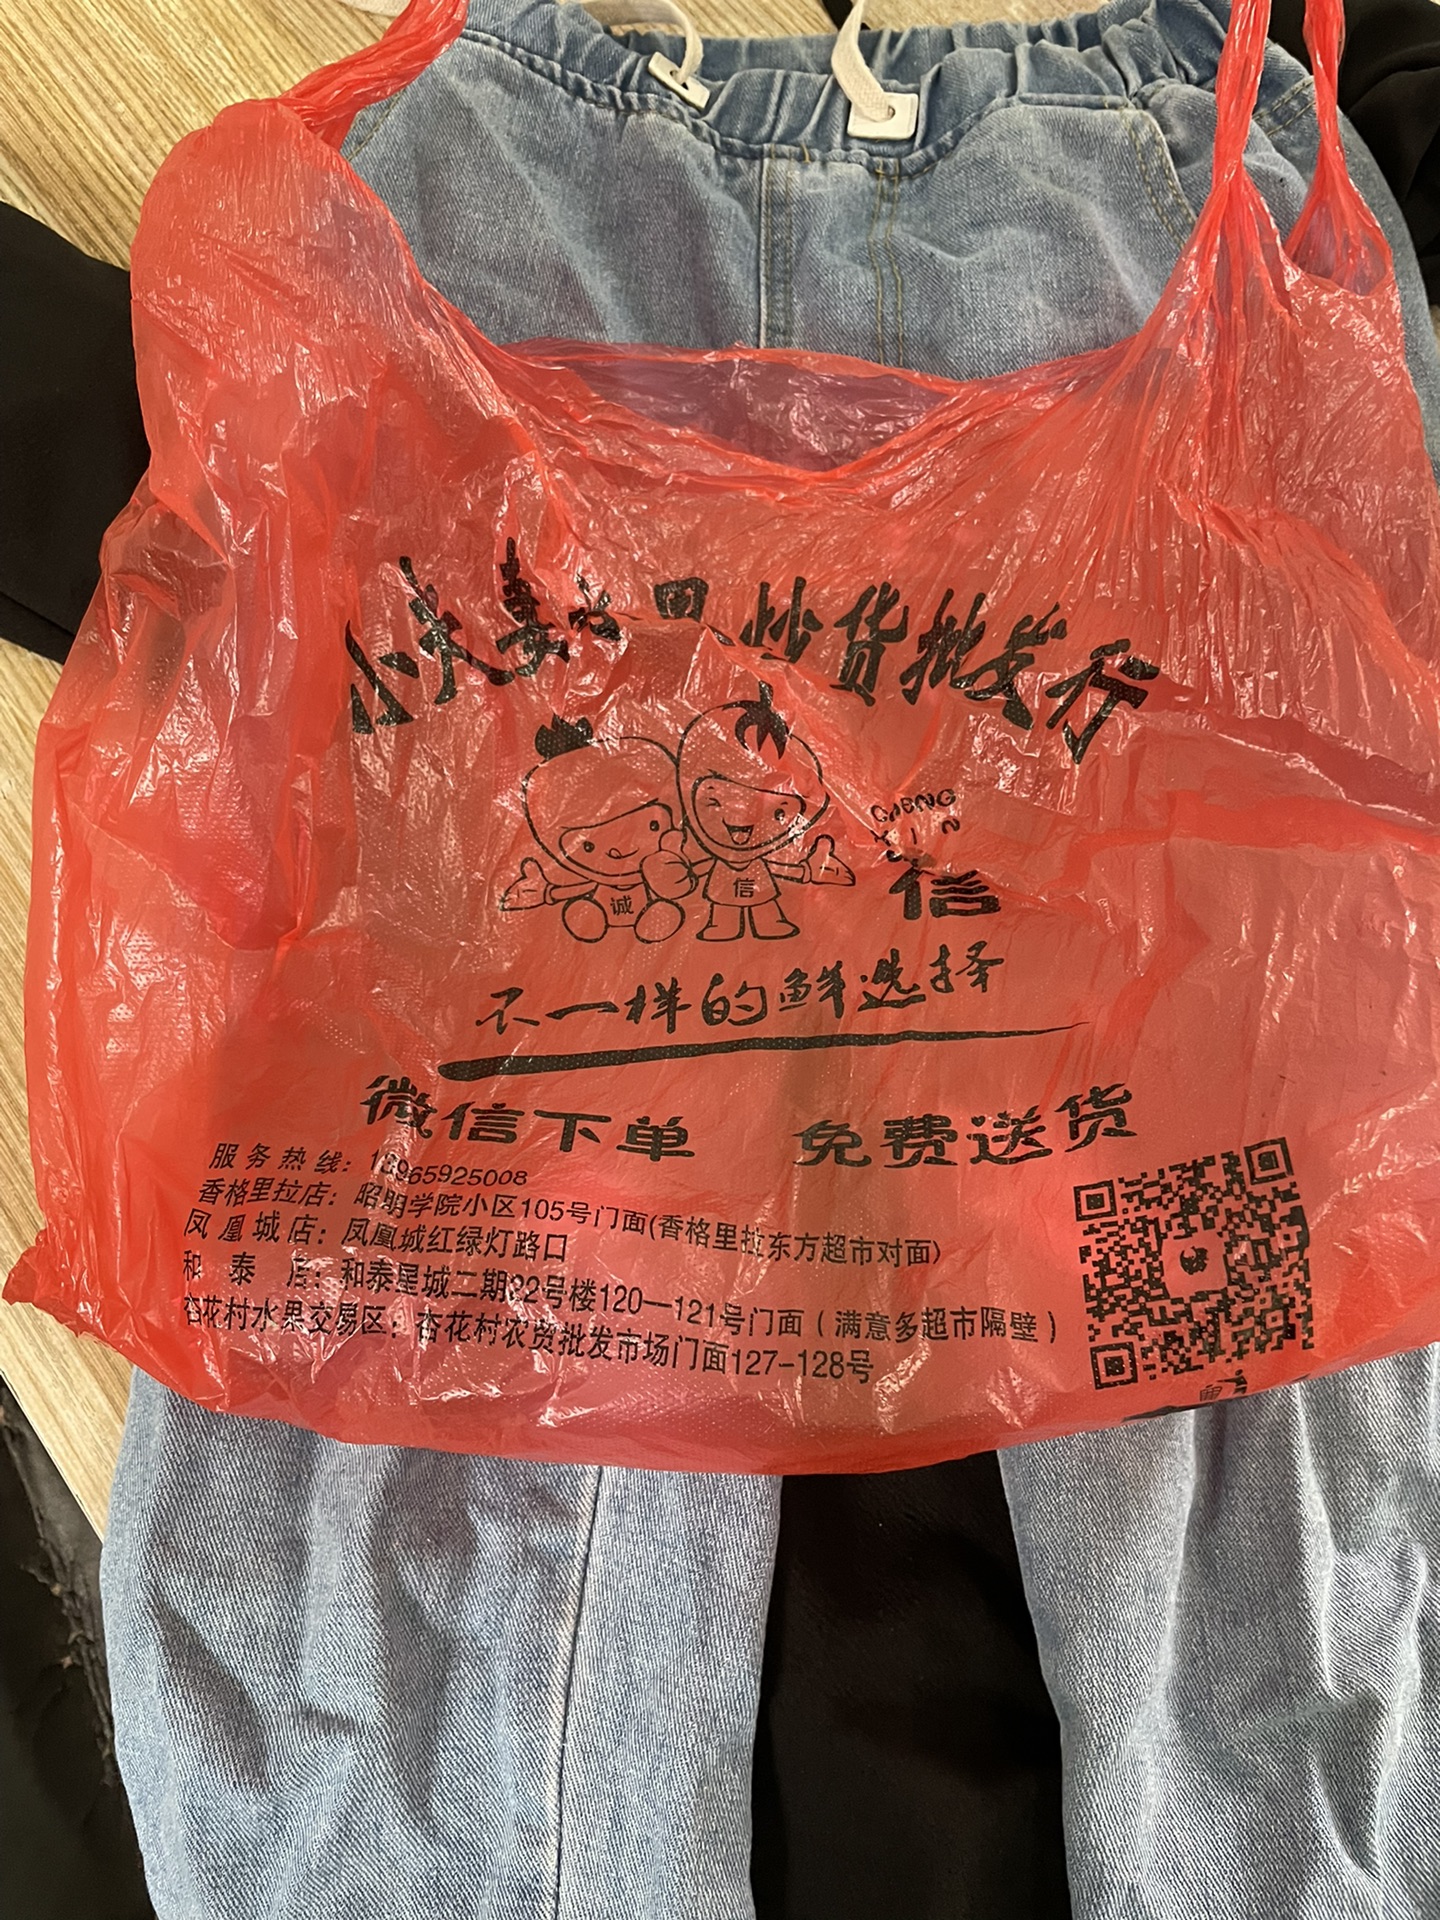 小夫妻水果炒货批发行
CHENG
XIN
信
诚
信
不一样的鲜选择
微信下单 免费送货
服务热线：13965925008
香格里拉店：昭明学院小区105号门面(香格里拉东方超市对面)
凤凰城店：凤凰城红绿灯路口
和泰店：和泰星城二期22号楼120—121号门面（满意多超市隔壁）
杏花村水果交易区：杏花村农贸批发市场门面127-128号